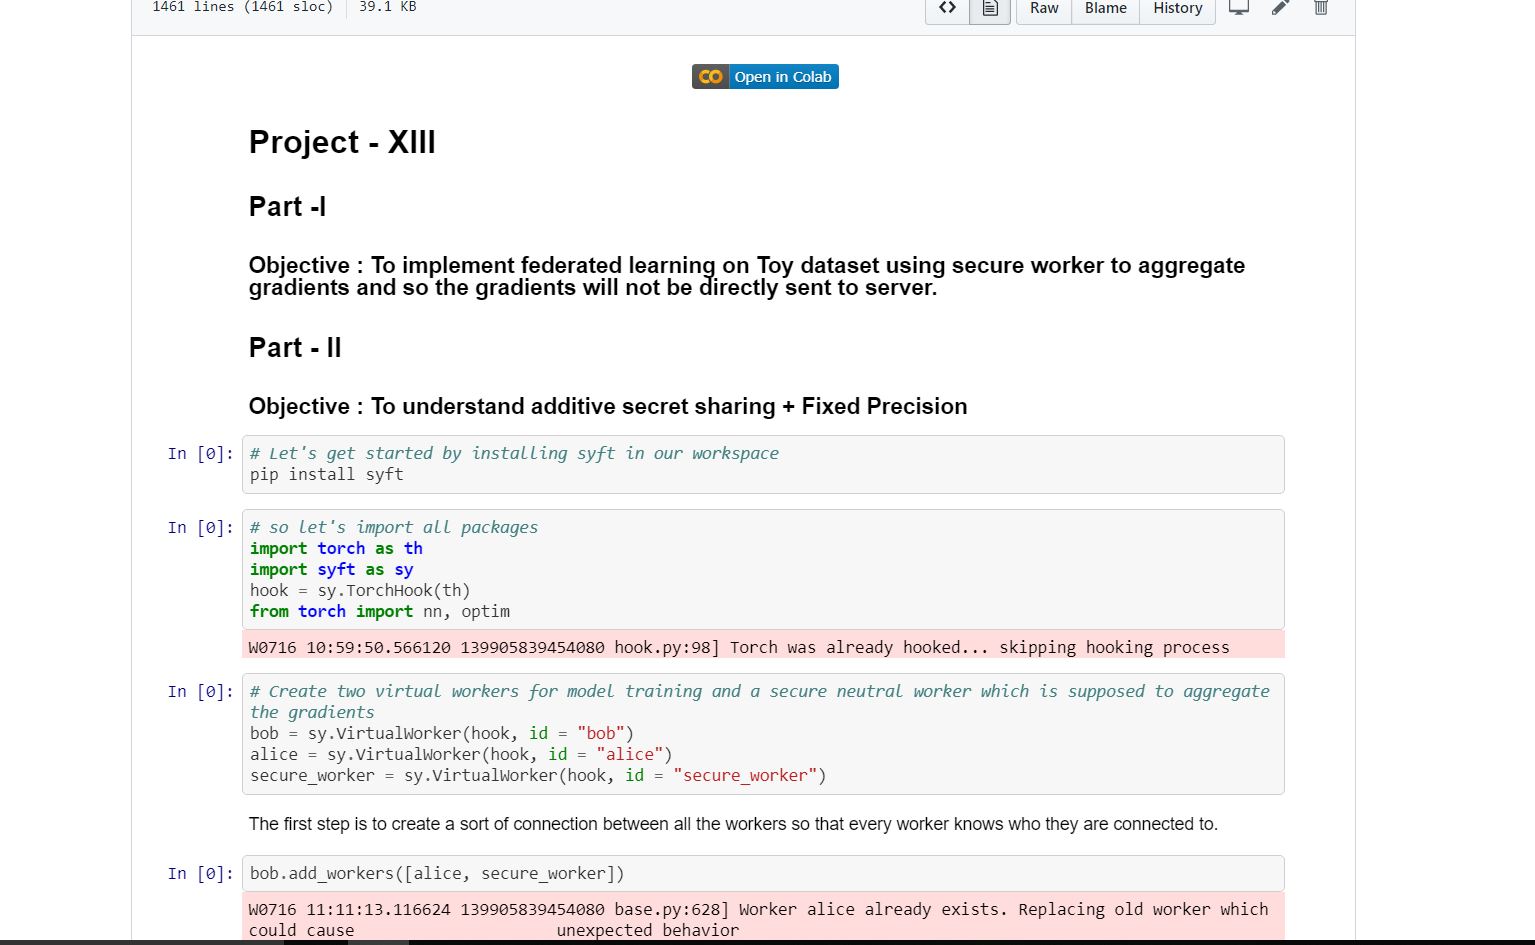 1461 lines (1461 sloc) 39.1 KB
Raw Blame History
Open in Colab
Project - XIII
Part -I
Objective : To implement federated learning on Toy dataset using secure worker to aggregate
gradients and so the gradients will not be directly sent to server.
Part - II
Objective : To understand additive secret sharing + Fixed Precision
In [0]: # Let's get started by installing syft in our workspace
pip install syft
In [0]: # so let's import all packages
import torch as th
import syft as sy
hook = sy.TorchHook(th)
from torch import nn, optim
W0716 10:59:50.566120 139905839454080 hook.py:98] Torch was already hooked... skipping hooking process
In [0]: # Create two virtual workers for model training and a secure neutral worker which is supposed to aggregate
the gradients
bob = sy.VirtualWorker(hook, id = "bob")
alice = sy.VirtualWorker(hook, id = "alice")
secure_worker = sy.VirtualWorker(hook, id = "secure_worker")
The first step is to create a sort of connection between all the workers so that every worker knows who they are connected to.
In [0]: bob.add_workers([alice, secure_worker])
W0716 11:11:13.116624 139905839454080 base.py:628] Worker alice already exists. Replacing old worker which
could cause unexpected behavior